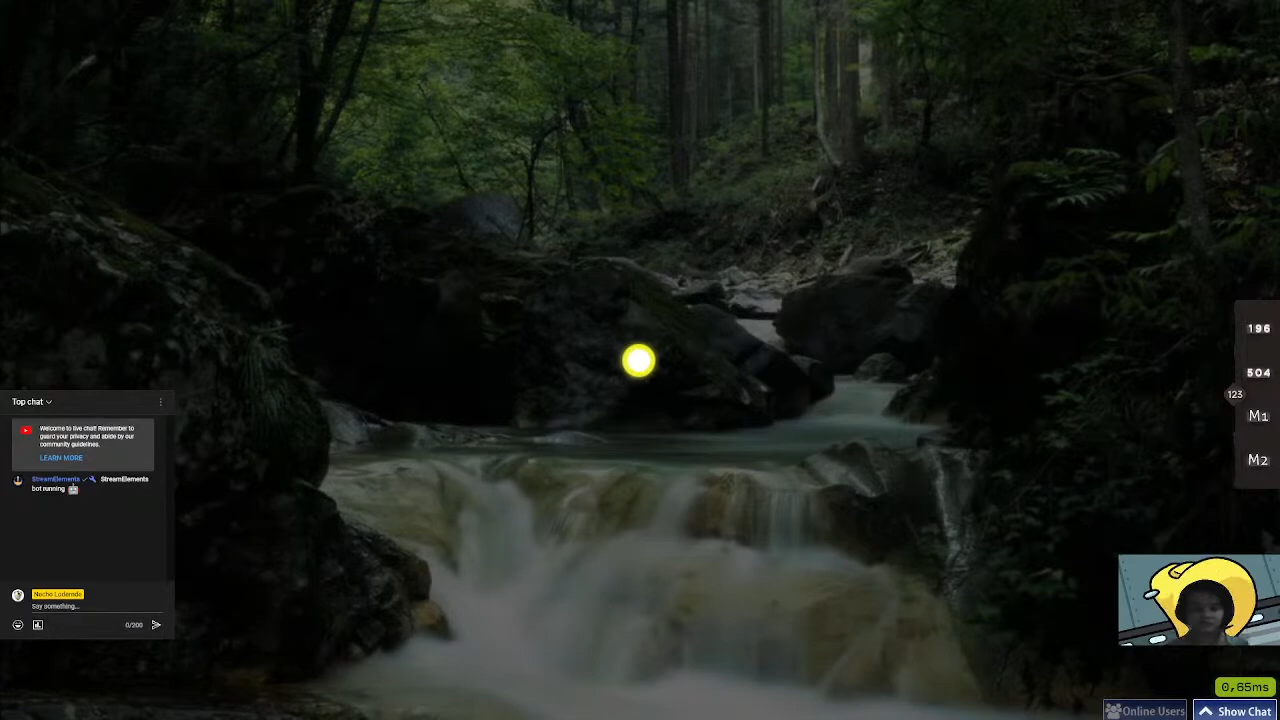 Top chat
Welcome to live chat! Remember to
guard your privacy and abide by our
community guidelines.
LEARN MORE
StreamElements StreamElements
bot running
Necho Lodernde
Say something...
0/200
196
504
123
M1
M2
0,65ms
Online Users
Show Chat